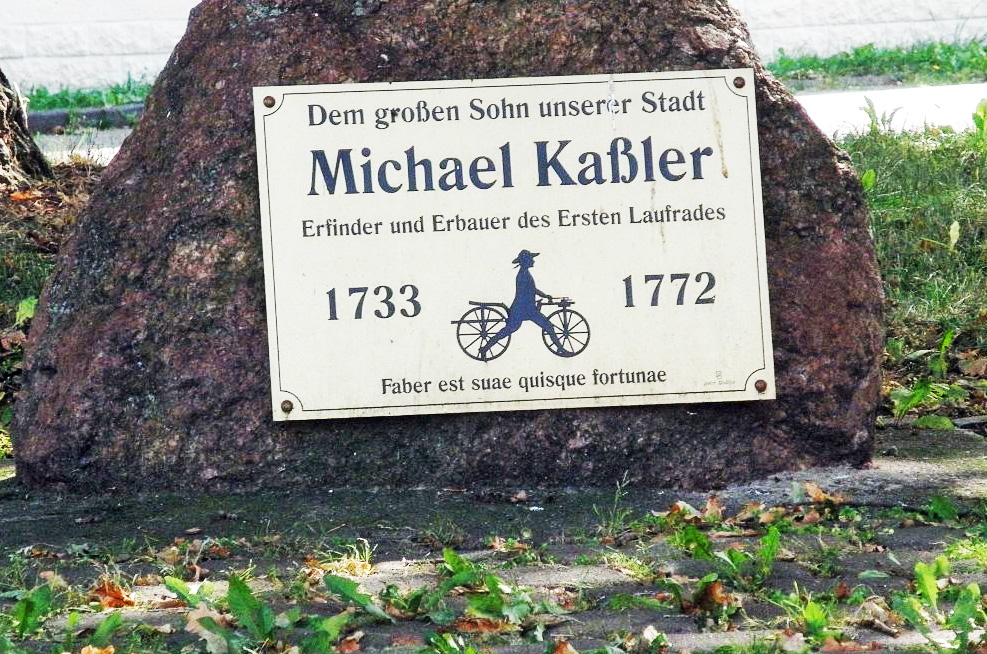 Dem großen Sohn unserer Stadt
Michael Kaßler
Erfinder und Erbauer des Ersten Laufrades
1733
1772
Faber est suae quisque fortunae